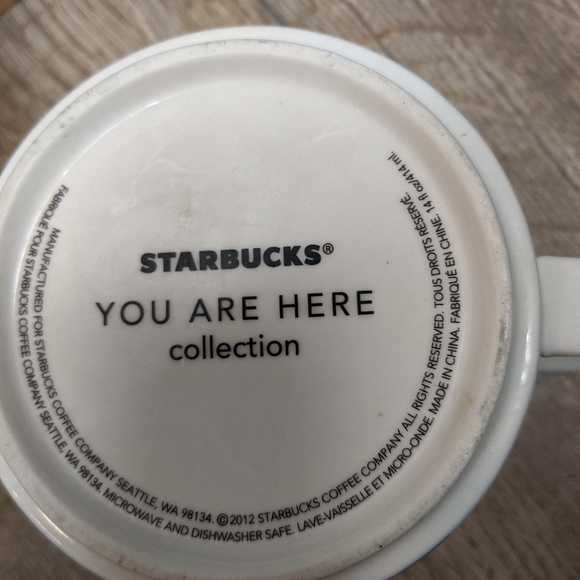 STARBUCKS®
YOU ARE HERE
collection
MANUFACTURED FOR STARBUCKS COFFEE COMPANY SEATTLE, WA 98134. ©2012 STARBUCKS COFFEE COMPANY ALL RIGHTS RESERVED. TOUS DROITS RÉSERVÉ.
FABRIQUÉ POUR STARBUCKS COFFEE COMPANY SEATTLE, WA 98134. MICROWAVE AND DISHWASHER SAFE. LAVE-VAISSELLE ET MICRO-ONDE. MADE IN CHINA. FABRIQUÉ EN CHINE. 14 fl oz/414 ml.